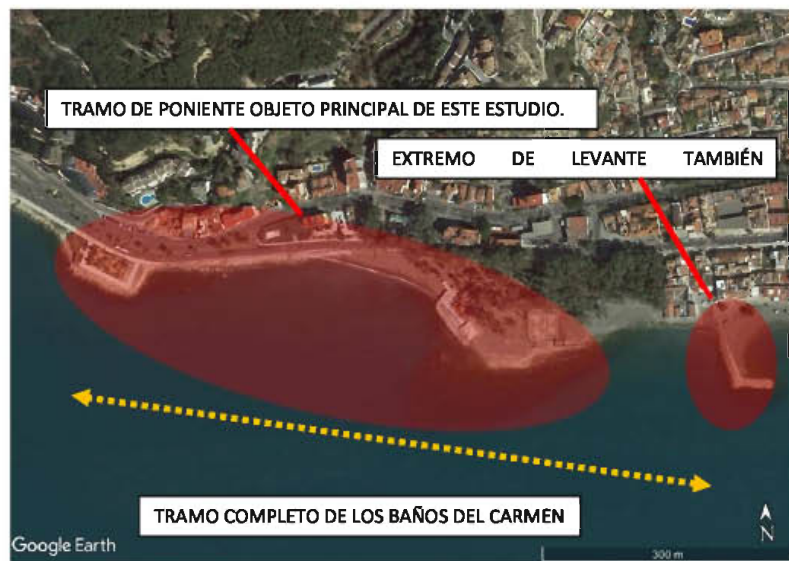 TRAMO DE PONIENTE OBJETO PRINCIPAL DE ESTE ESTUDIO.
EXTREMO DE LEVANTE TAMBIÉN
TRAMO COMPLETO DE LOS BAÑOS DEL CARMEN
N
Google Earth
300 m